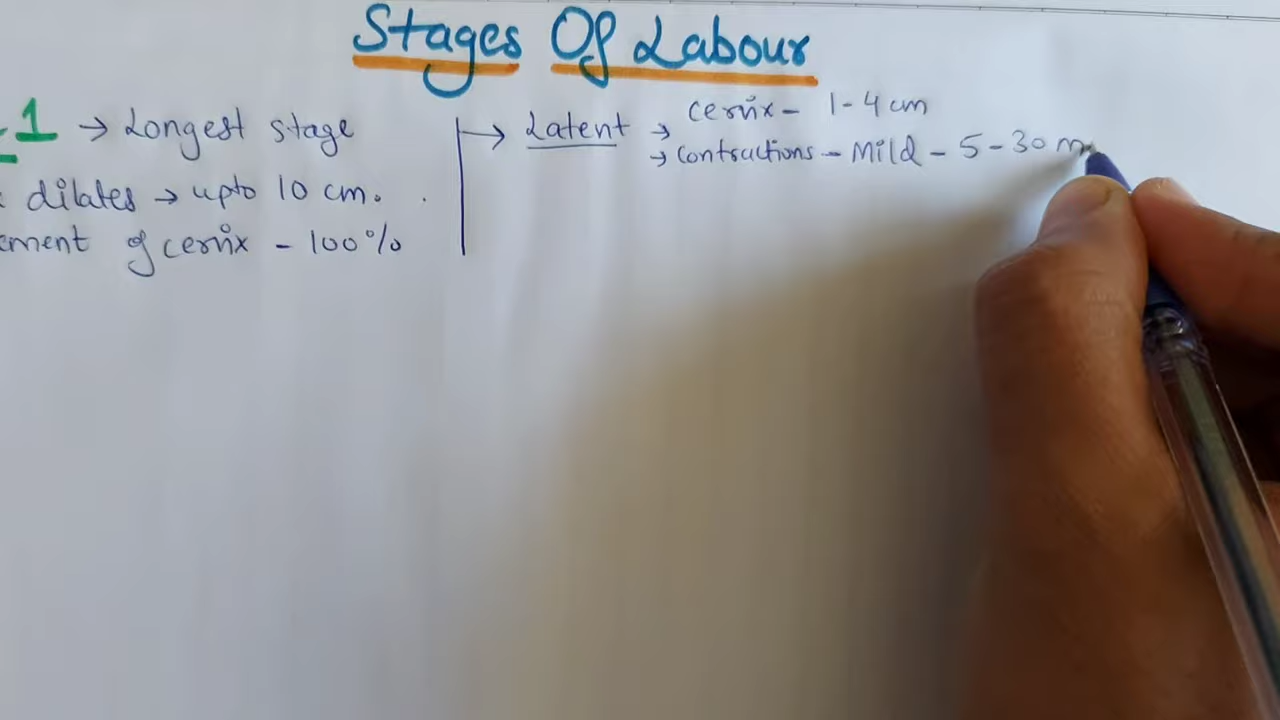 Stages Of Labour
1 → Longest stage
dilates → upto 10 cm.
ement of cervix - 100%
→ Latent → cervix - 1-4 cm
→ contractions - Mild - 5-30 m